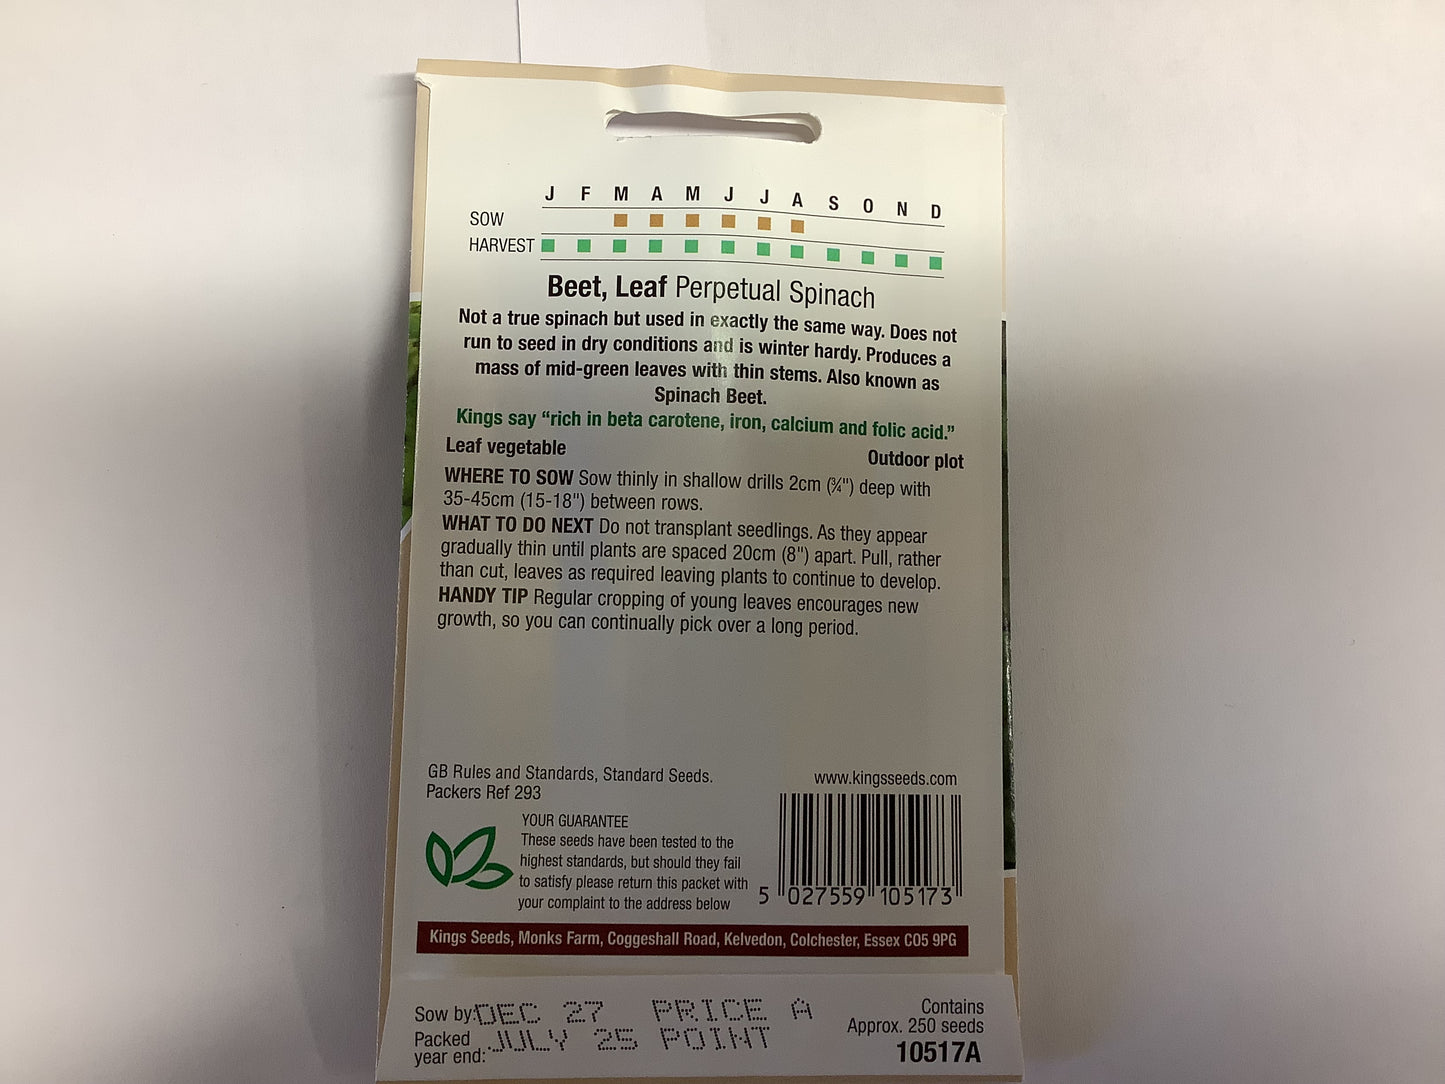 J F M A M J J A S O N D
SOW
HARVEST
Beet, Leaf Perpetual Spinach
Not a true spinach but used in exactly the same way. Does not
run to seed in dry conditions and is winter hardy. Produces a
mass of mid-green leaves with thin stems. Also known as
Spinach Beet.
Kings say “rich in beta carotene, iron, calcium and folic acid.”
Leaf vegetable
Outdoor plot
WHERE TO SOW Sow thinly in shallow drills 2cm (¾") deep with
35-45cm (15-18") between rows.
WHAT TO DO NEXT Do not transplant seedlings. As they appear
gradually thin until plants are spaced 20cm (8") apart. Pull, rather
than cut, leaves as required leaving plants to continue to develop.
HANDY TIP Regular cropping of young leaves encourages new
growth, so you can continually pick over a long period.
GB Rules and Standards, Standard Seeds.
Packers Ref 293
www.kingsseeds.com
YOUR GUARANTEE
These seeds have been tested to the
highest standards, but should they fail
to satisfy please return this packet with
your complaint to the address below
5 027559 105173
Kings Seeds, Monks Farm, Coggeshall Road, Kelvedon, Colchester, Essex CO5 9PG
Sow by: DEC 27 PRICE A
Packed JULY 25 POINT
year end:
Contains
Approx. 250 seeds
10517A